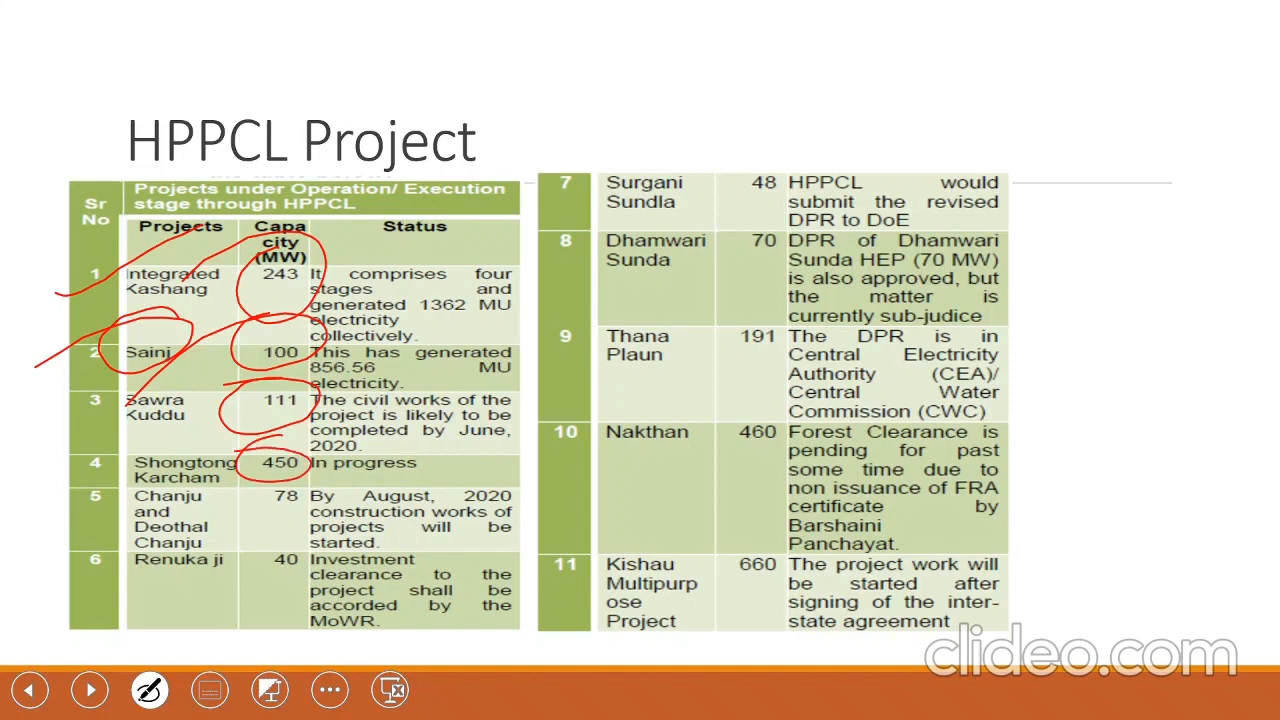 HPPCL Project
Projects under Operation/ Execution
stage through HPPCL
Sr
No
Projects
Capa
city
(MW)
Status
1
Integrated
Kashang
243
It comprises four
stages and
generated 1362 MU
electricity
collectively.
2
Sainj
100
This has generated
856.56 MU
electricity.
3
Sawra
Kuddu
111
The civil works of the
project is likely to be
completed by June,
2020.
4
Shongtong
Karcham
450
In progress
5
Chanju
and
Deothal
Chanju
78
By August, 2020
construction works of
projects will be
started.
6
Renuka ji
40
Investment
clearance to the
project shall be
accorded by the
MoWR.
7
Surgani
Sundla
48
HPPCL would
submit the revised
DPR to DoE
8
Dhamwari
Sunda
70
DPR of Dhamwari
Sunda HEP (70 MW)
is also approved, but
the matter is
currently sub-judice
9
Thana
Plaun
191
The DPR is in
Central Electricity
Authority (CEA)/
Central Water
Commission (CWC)
10
Nakthan
460
Forest Clearance is
pending for past
some time due to
non issuance of FRA
certificate by
Barshaini
Panchayat.
11
Kishau
Multipurp
ose
Project
660
The project work will
be started after
signing of the inter-
state agreement
clideo.com